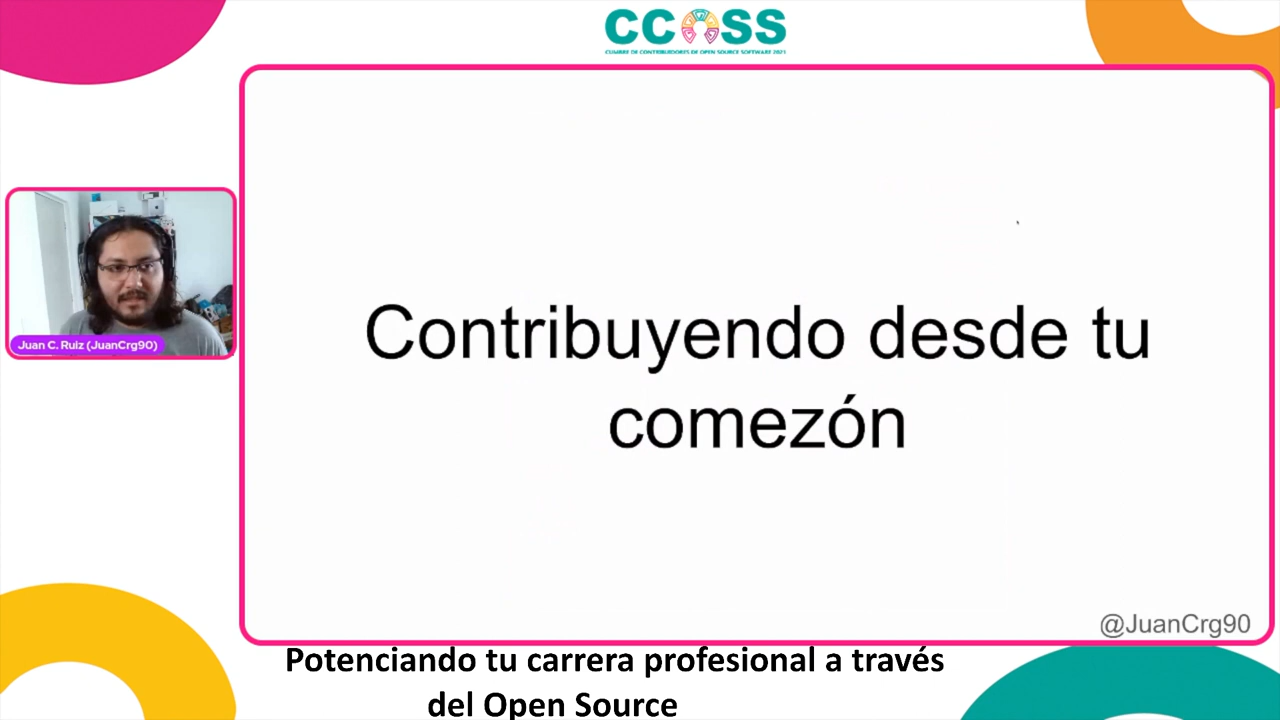 CCOSS
CUMBRE DE CONTRIBUIDORES DE OPEN SOURCE SOFTWARE 2021
Juan C. Ruiz (JuanCrg90)
Contribuyendo desde tu
comezón
@JuanCrg90
Potenciando tu carrera profesional a través
del Open Source